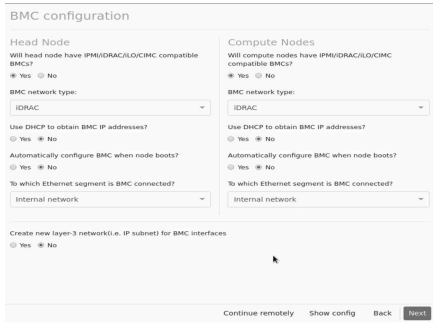 BMC configuration
Head Node
Will head node have IPMI/iDRAC/iLO/CIMC compatible
BMCs?
Yes No
BMC network type:
iDRAC
Use DHCP to obtain BMC IP addresses?
Yes No
Automatically configure BMC when node boots?
Yes No
To which Ethernet segment is BMC connected?
Internal network
Compute Nodes
Will compute nodes have IPMI/iDRAC/iLO/CIMC
compatible BMCs?
Yes No
BMC network type:
iDRAC
Use DHCP to obtain BMC IP addresses?
Yes No
Automatically configure BMC when node boots?
Yes No
To which Ethernet segment is BMC connected?
Internal network
Create new layer-3 network(i.e. IP subnet) for BMC interfaces
Yes No
Continue remotely Show config Back Next